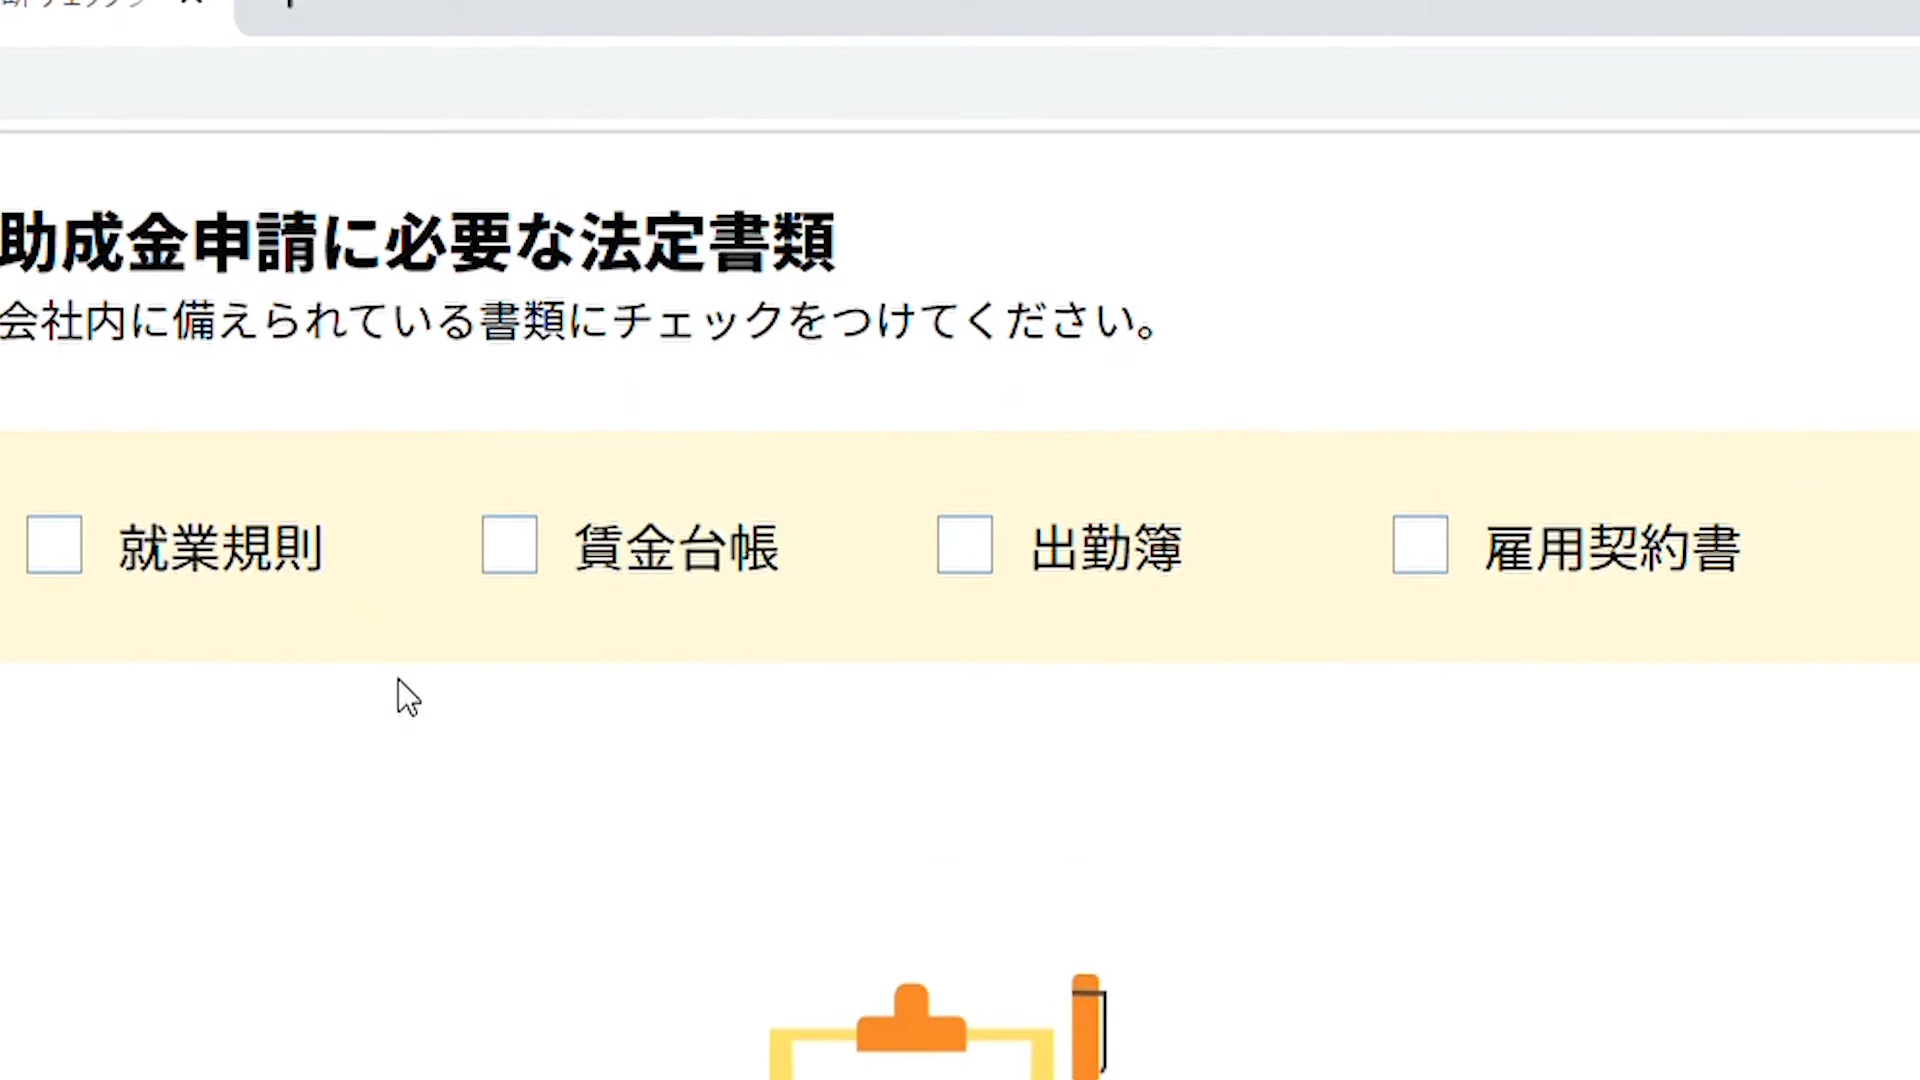 助成金申請に必要な法定書類
会社内に備えられている書類にチェックをつけてください。
就業規則 賃金台帳 出勤簿 雇用契約書